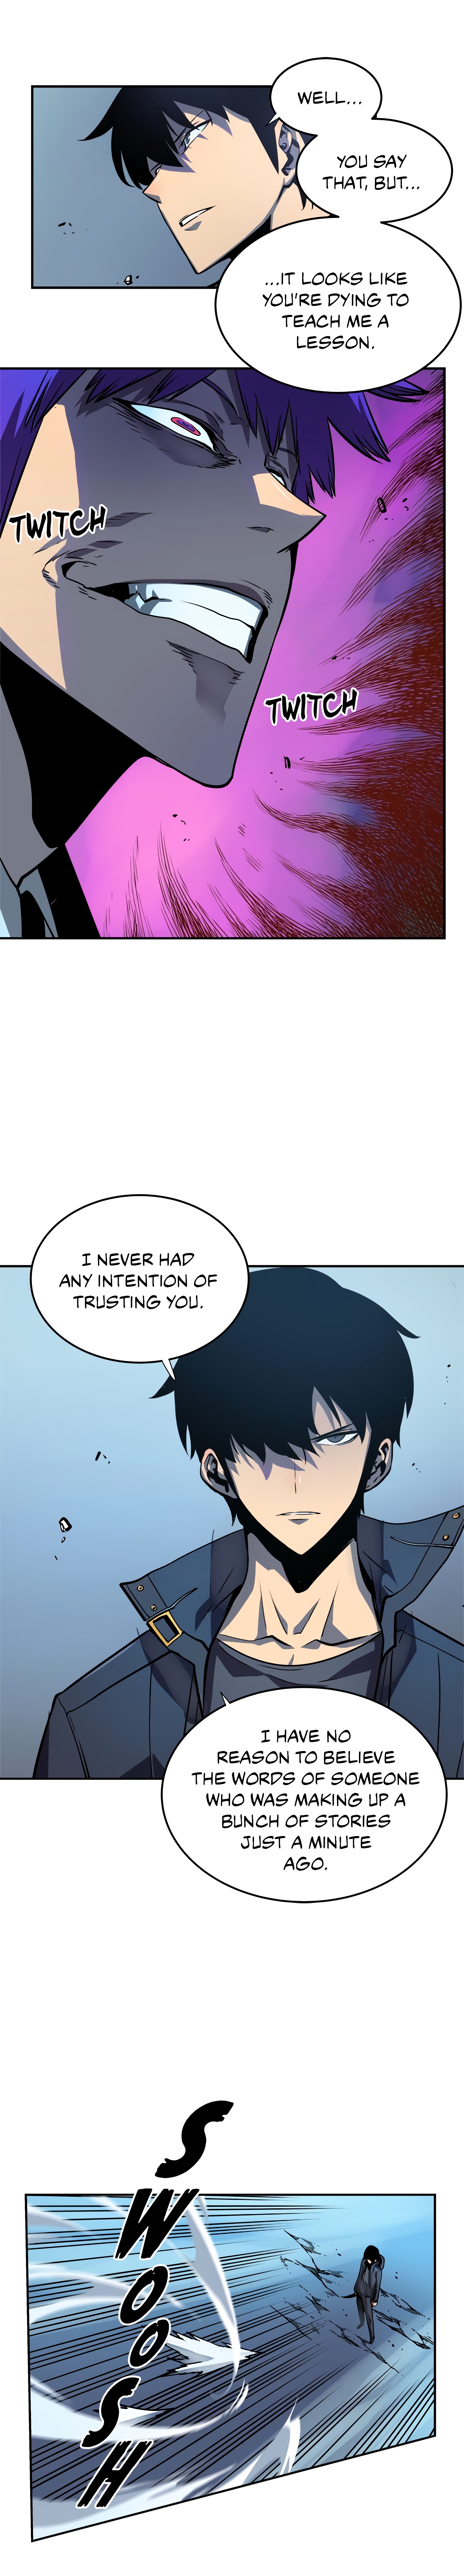 WELL...
YOU SAY
THAT, BUT...
...IT LOOKS LIKE
YOU'RE DYING TO
TEACH ME A
LESSON.
TWITCH
TWITCH
I NEVER HAD
ANY INTENTION OF
TRUSTING YOU.
I HAVE NO
REASON TO BELIEVE
THE WORDS OF SOMEONE
WHO WAS MAKING UP A
BUNCH OF STORIES
JUST A MINUTE
AGO.
SWOOSH